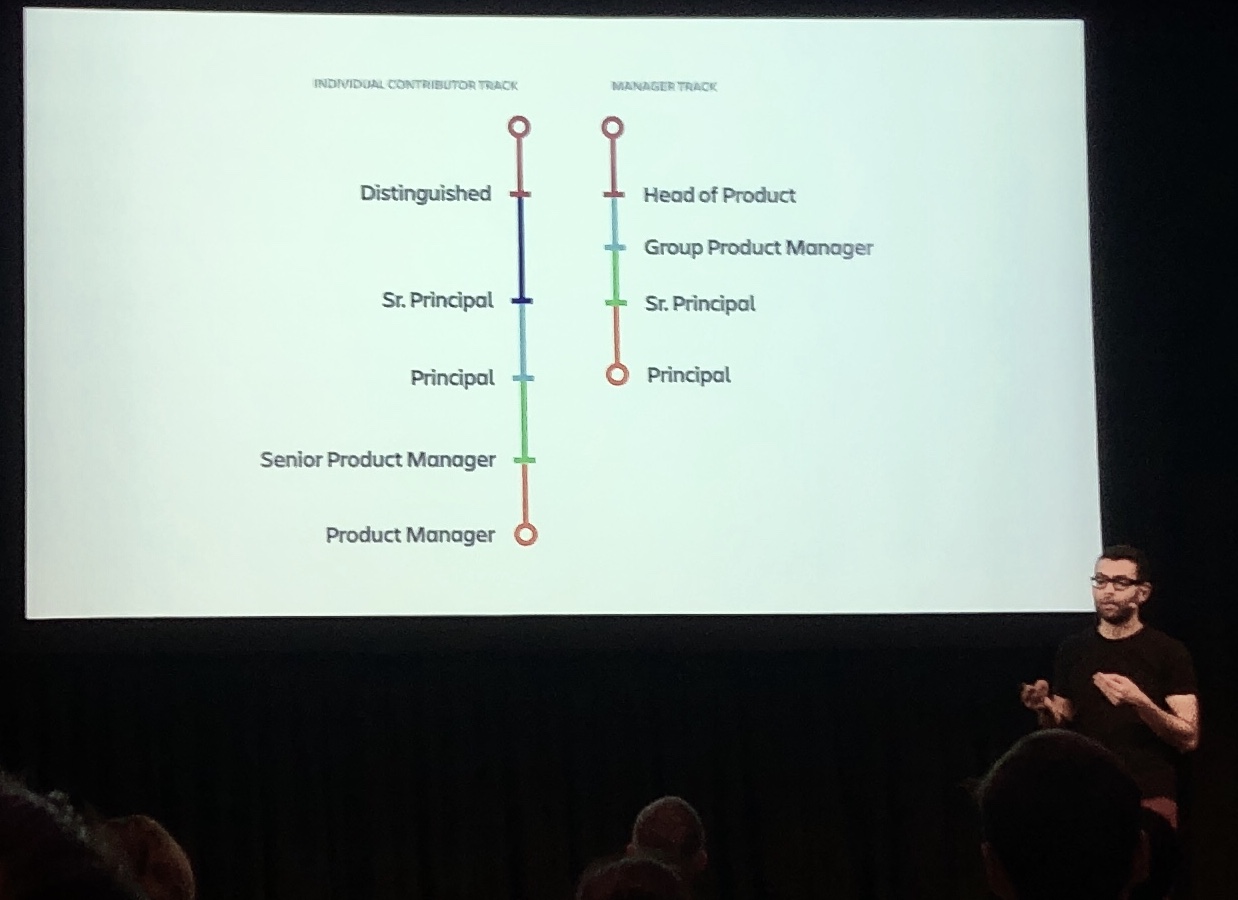 INDIVIDUAL CONTRIBUTOR TRACK
MANAGER TRACK
Distinguished
Head of Product
Group Product Manager
Sr. Principal
Sr. Principal
Principal
Principal
Senior Product Manager
Product Manager